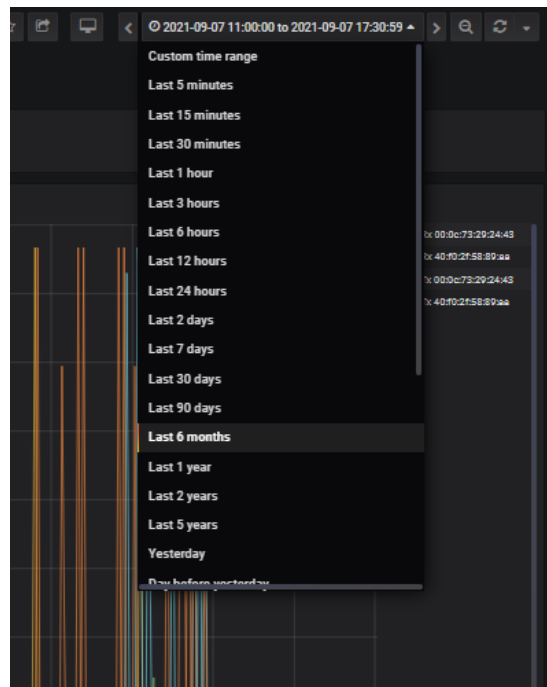 2021-09-07 11:00:00 to 2021-09-07 17:30:59
Custom time range
Last 5 minutes
Last 15 minutes
Last 30 minutes
Last 1 hour
Last 3 hours
Last 6 hours
Last 12 hours
Last 24 hours
Last 2 days
Last 7 days
Last 30 days
Last 90 days
Last 6 months
Last 1 year
Last 2 years
Last 5 years
Yesterday
Day before yesterday
00:0c:73:29:24:43
40:f0:2f:58:89:aa
00:0c:73:29:24:43
40:f0:2f:58:89:aa